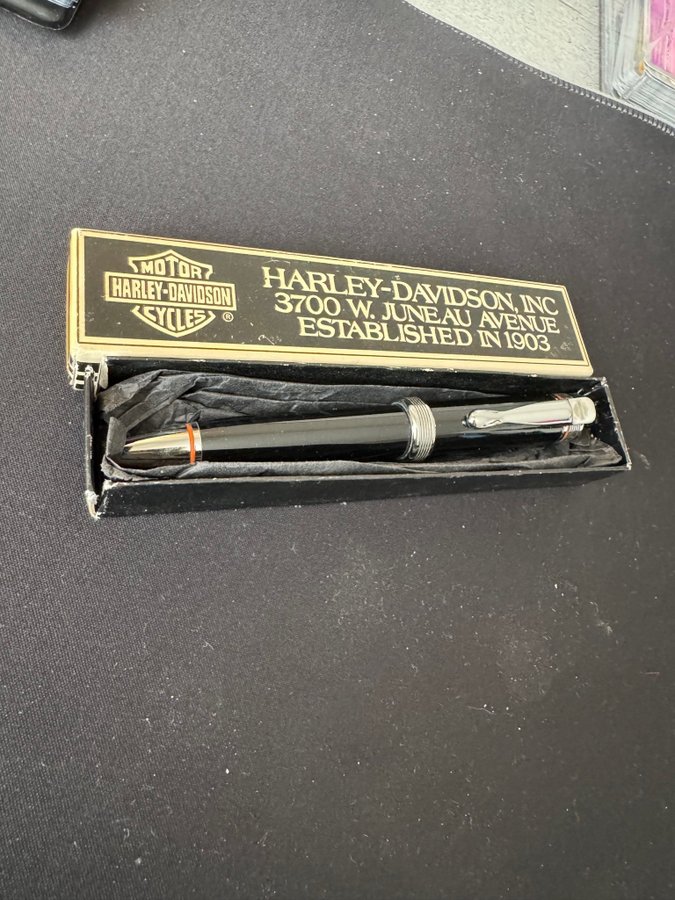 MOTOR
HARLEY-DAVIDSON
CYCLES®
HARLEY-DAVIDSON, INC
3700 W. JUNEAU AVENUE
ESTABLISHED IN 1903